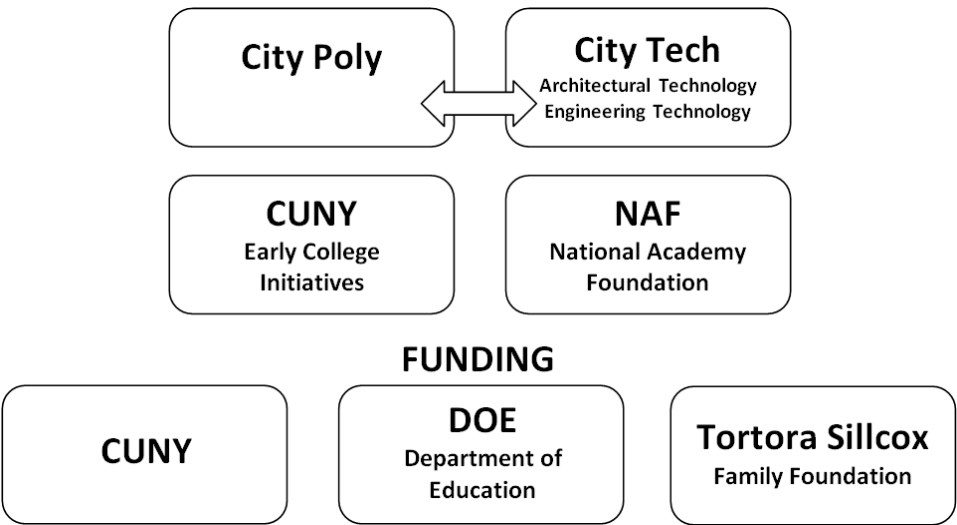 City Poly
City Tech
Architectural Technology
Engineering Technology
CUNY
Early College
Initiatives
NAF
National Academy
Foundation
FUNDING
CUNY
DOE
Department of
Education
Tortora Sillcox
Family Foundation